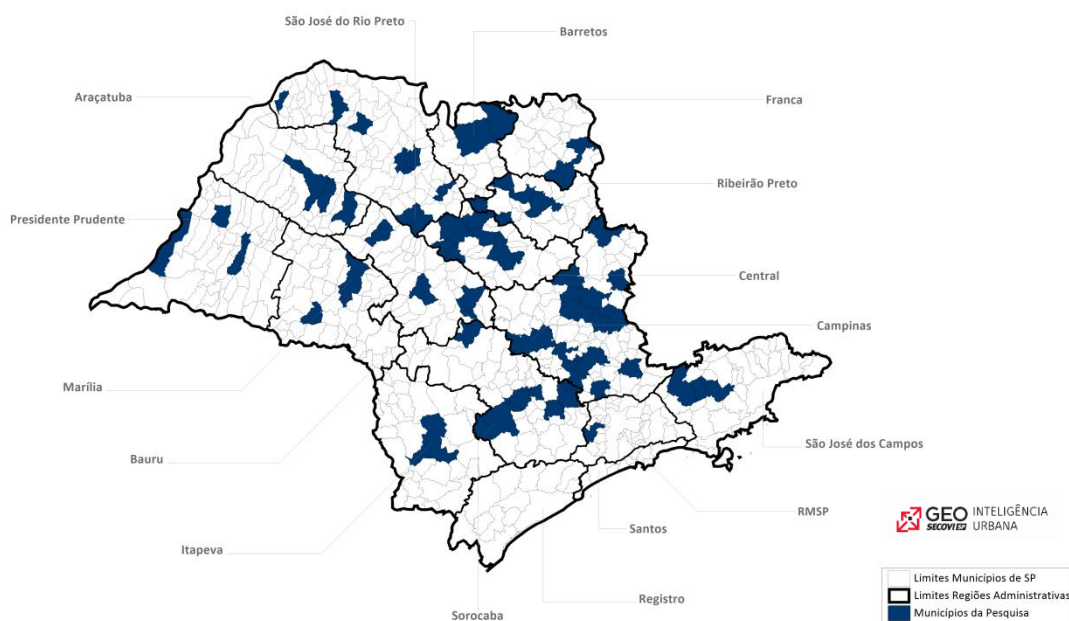 São José do Rio Preto
Barretos
Araçatuba
Franca
Ribeirão Preto
Presidente Prudente
Central
Campinas
Marília
São José dos Campos
Bauru
RMSP
Santos
Itapeva
Registro
Sorocaba
GEO INTELIGÊNCIA
SECOVI SP URBANA
Limites Municípios de SP
Limites Regiões Administrativas
Municípios da Pesquisa